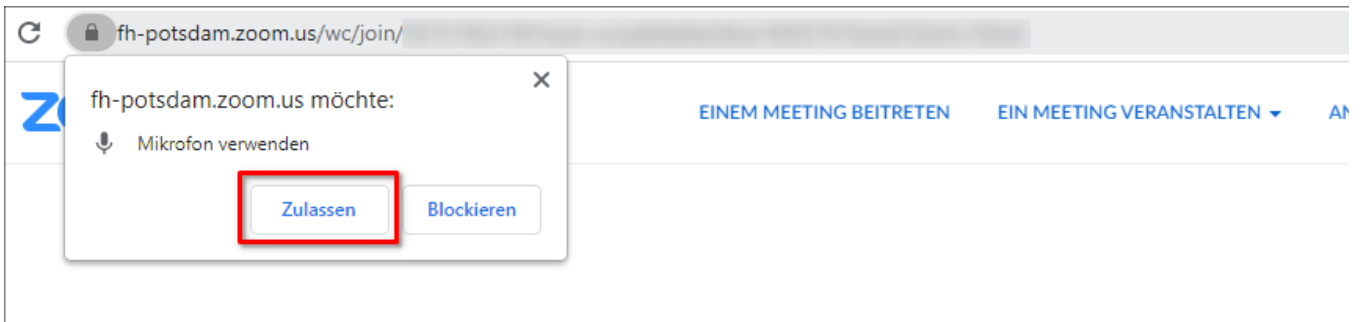 fh-potsdam.zoom.us/wc/join/
fh-potsdam.zoom.us möchte:
Mikrofon verwenden
Zulassen Blockieren
EINEM MEETING BEITRETEN EIN MEETING VERANSTALTEN